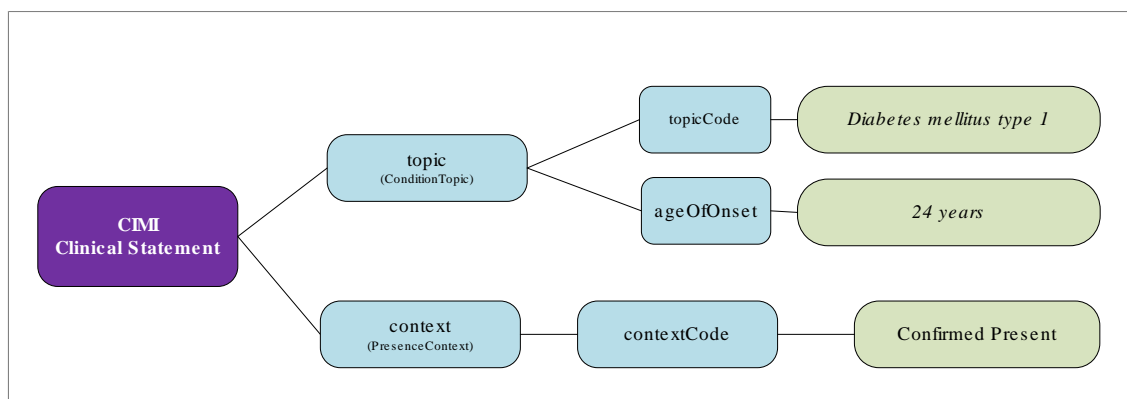 CIMI
Clinical Statement
topic
(ConditionTopic)
topicCode
Diabetes mellitus type 1
ageOfOnset
24 years
context
(PresenceContext)
contextCode
Confirmed Present